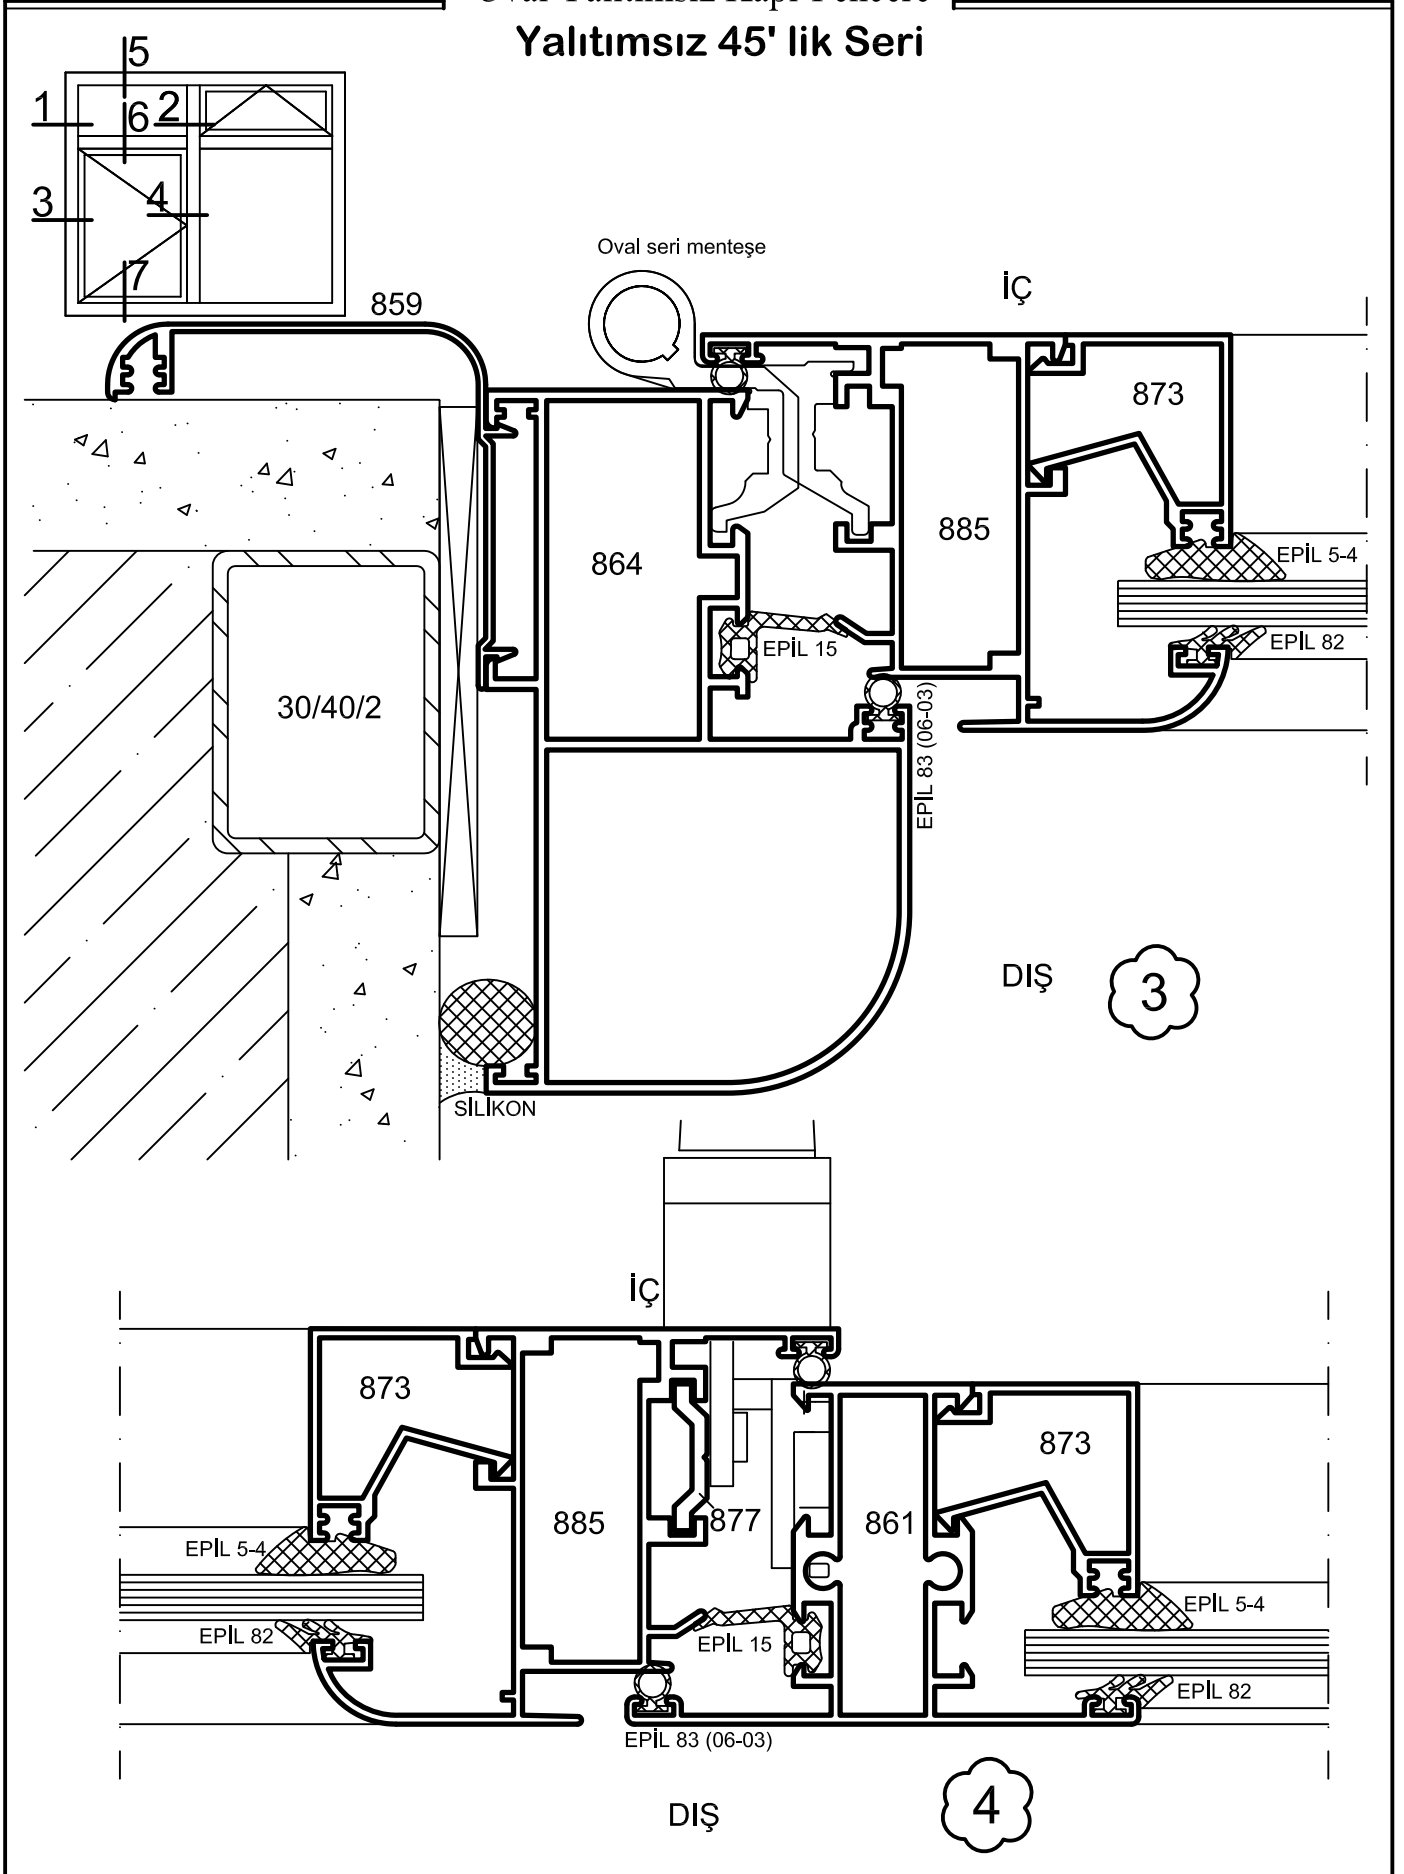 Yalıtımsız 45' lik Seri
5
1
6
2
3
4
7
859
Oval seri menteşe
İÇ
873
864
885
EPİL 5-4
EPİL 15
EPİL 82
30/40/2
EPİL 83 (06-03)
DIŞ
3
SİLİKON
İÇ
873
873
885
877
861
EPİL 5-4
EPİL 5-4
EPİL 82
EPİL 15
EPİL 82
EPİL 83 (06-03)
DIŞ
4